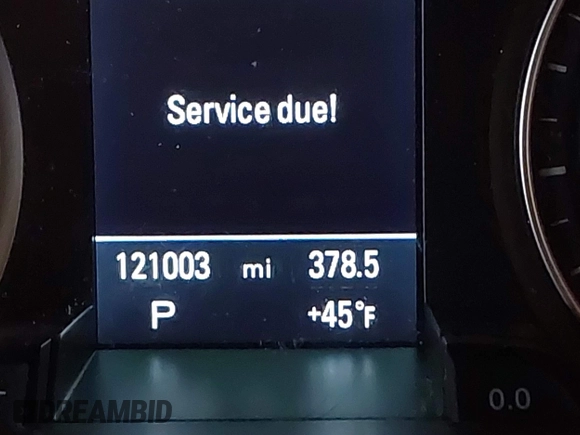 Service due!
121003 mi 378.5
P +45°F
0.0
DREAMBID